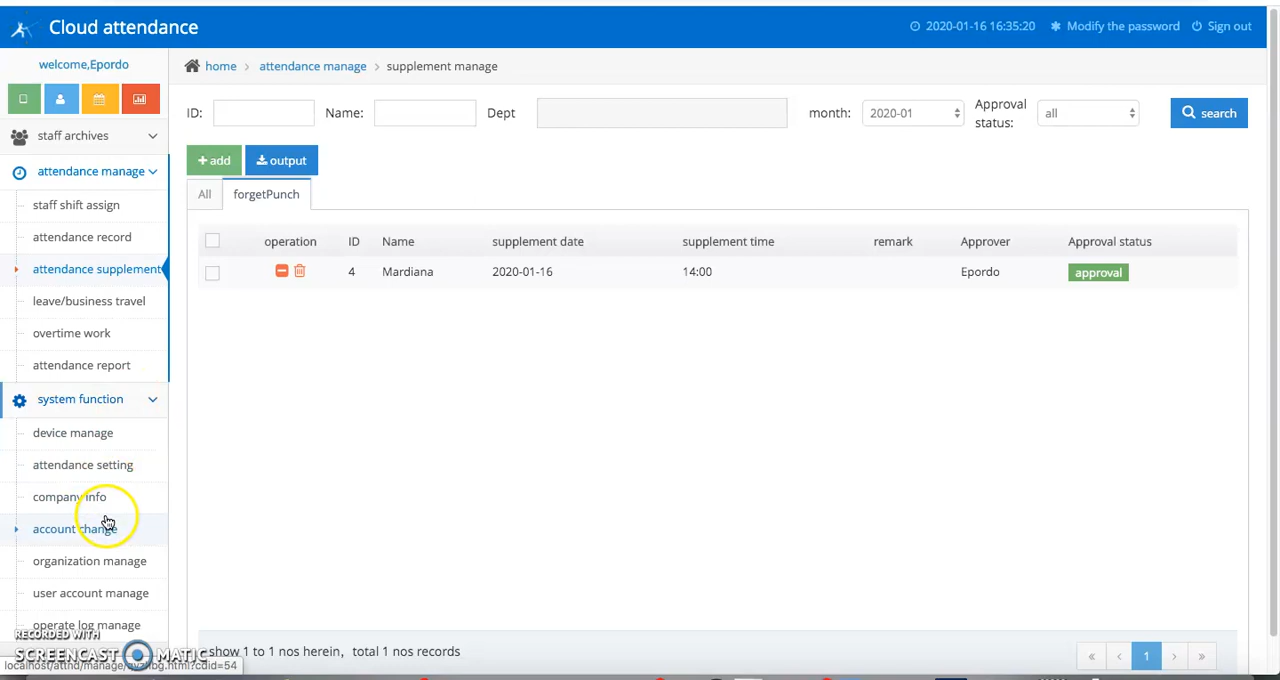 Cloud attendance
2020-01-16 16:35:20
Modify the password
Sign out
welcome,Epordo
home > attendance manage > supplement manage
ID:
Name:
Dept
month:
2020-01
Approval
status:
all
search
+ add
output
All
forgetPunch
operation ID Name supplement date supplement time remark Approver Approval status
4 Mardiana 2020-01-16 14:00 Epordo approval
staff archives
attendance manage
staff shift assign
attendance record
attendance supplement
leave/business travel
overtime work
attendance report
system function
device manage
attendance setting
company info
account change
organization manage
user account manage
operate log manage
RECORDED WITH
SCREENCAST MATIC
show 1 to 1 nos herein, total 1 nos records
« ‹ 1 › »